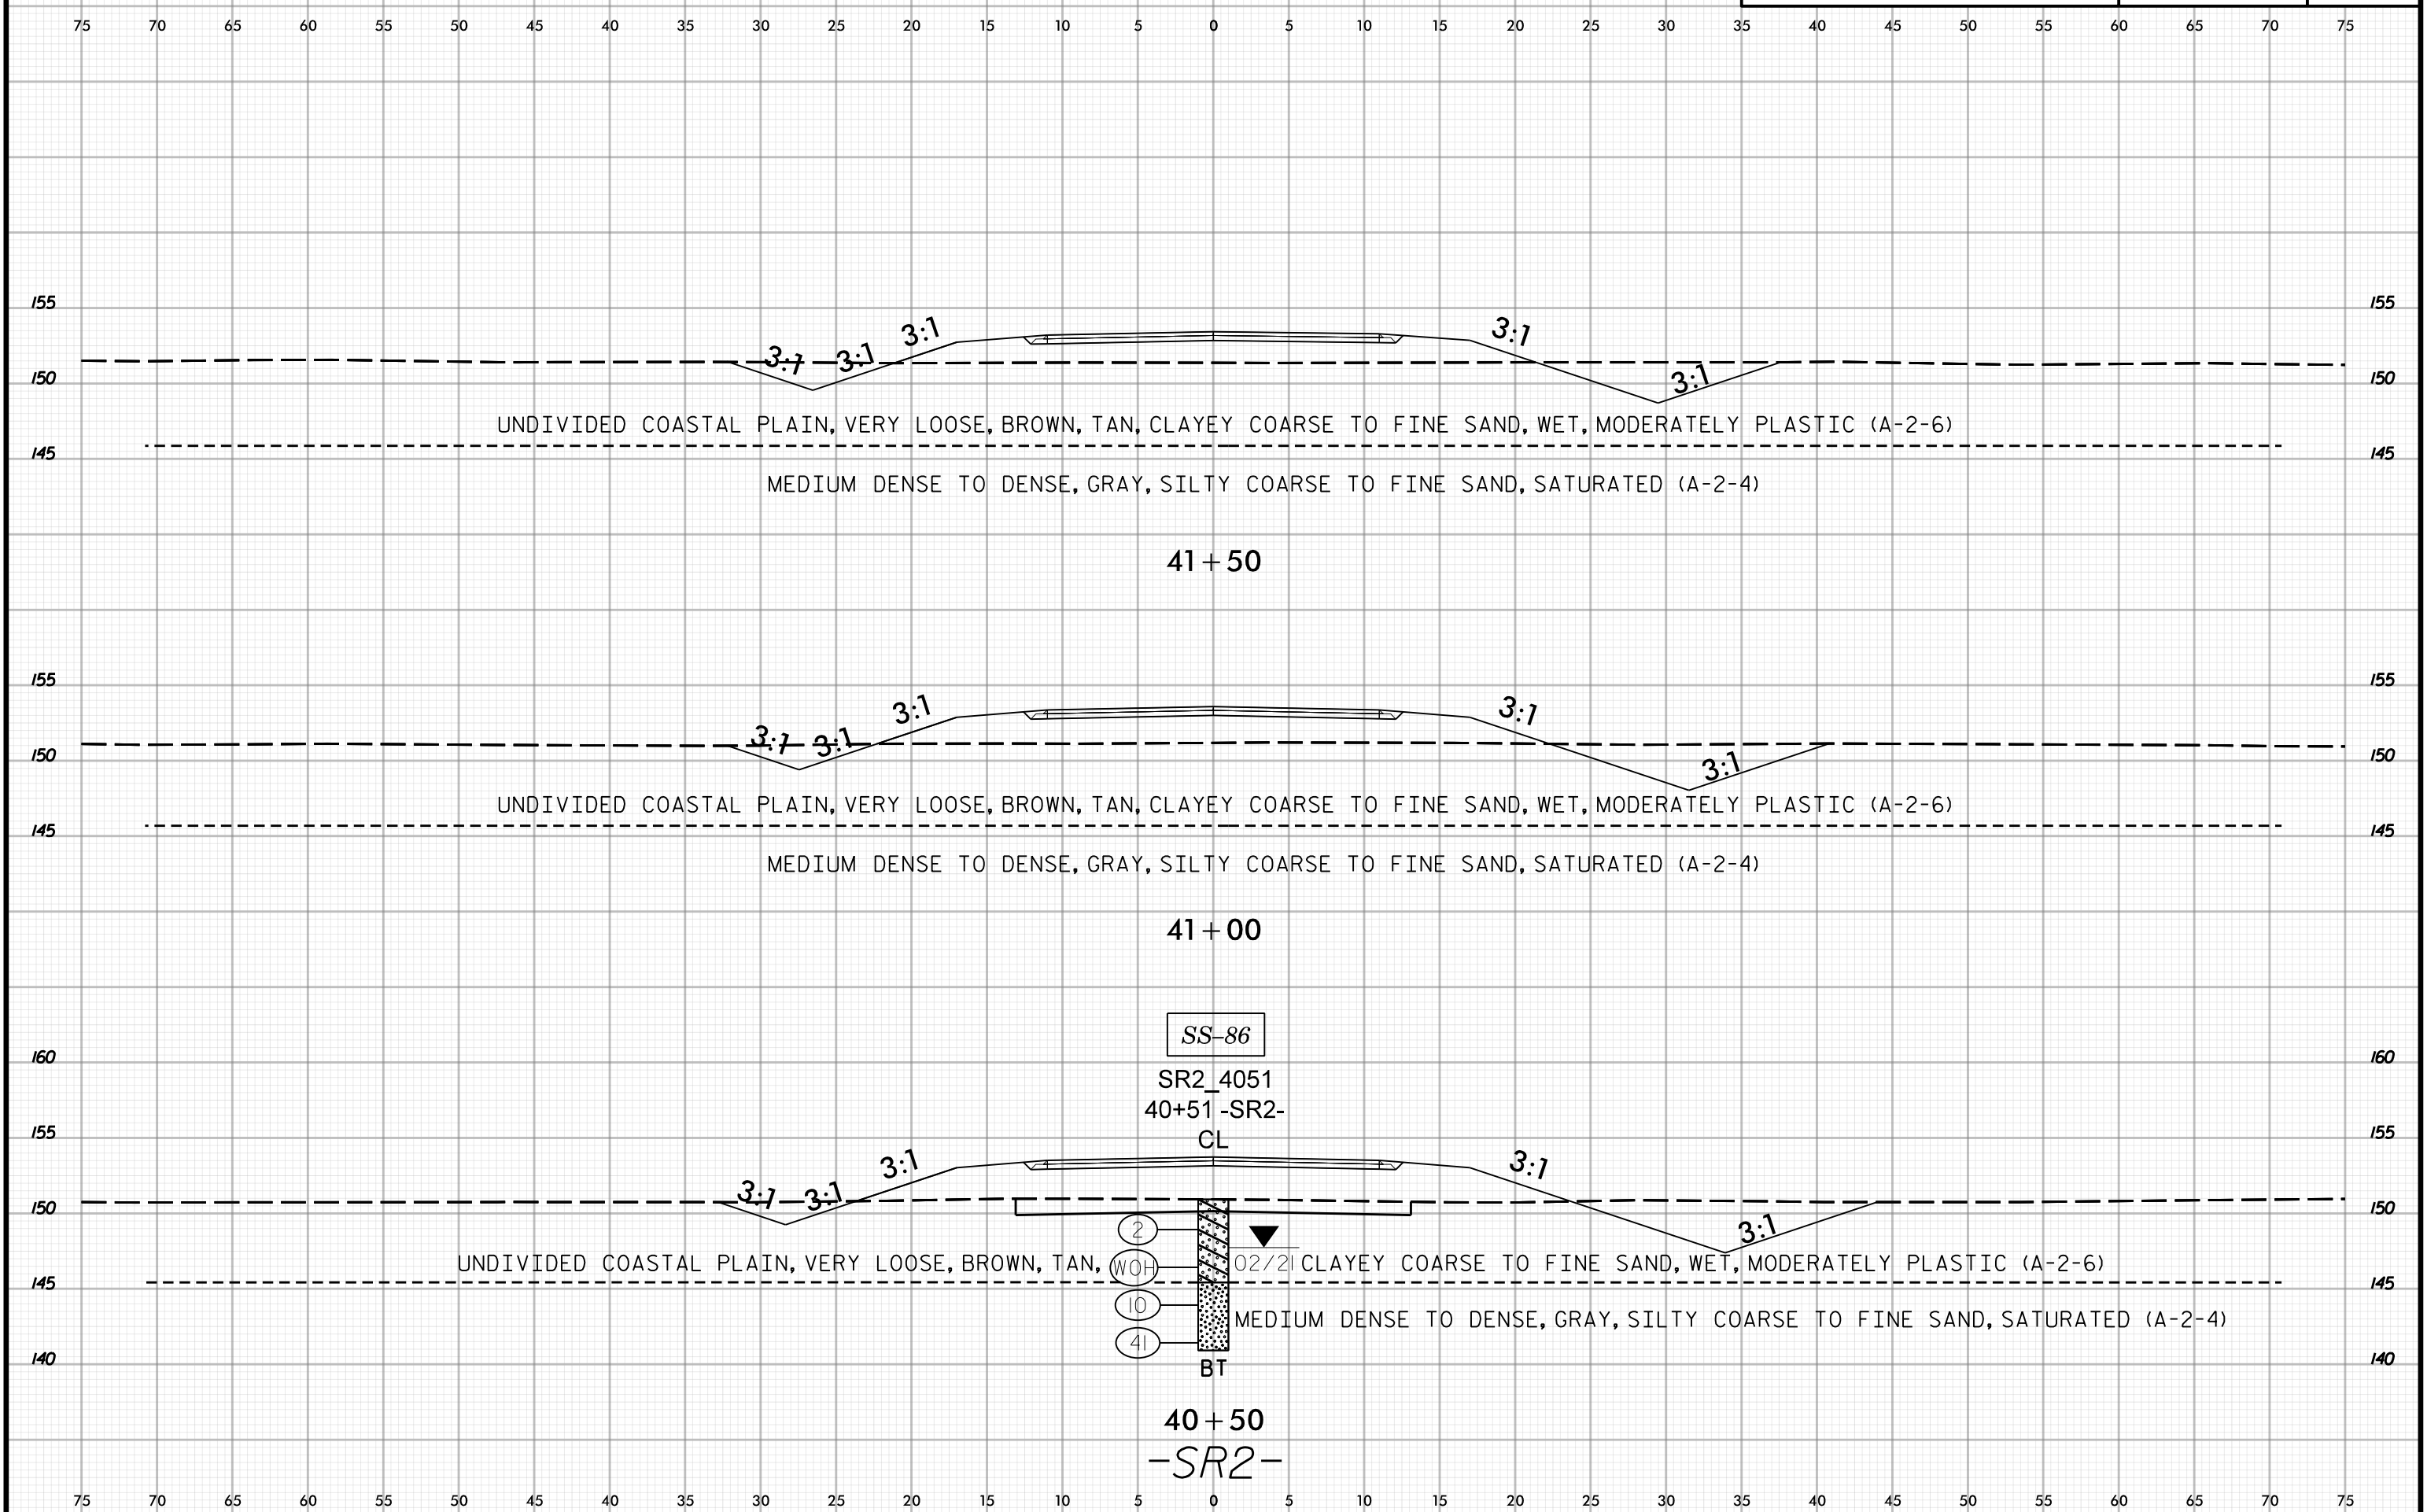 75 70 65 60 55 50 45 40 35 30 25 20 15 10 5 0 5 10 15 20 25 30 35 40 45 50 55 60 65 70 75
155 155
3:1 3:1 3:1 3:1 3:1
150 150
UNDIVIDED COASTAL PLAIN, VERY LOOSE, BROWN, TAN, CLAYEY COARSE TO FINE SAND, WET, MODERATELY PLASTIC (A-2-6)
145 145
MEDIUM DENSE TO DENSE, GRAY, SILTY COARSE TO FINE SAND, SATURATED (A-2-4)
41+50
155 155
3:1 3:1 3:1 3:1 3:1
150 150
UNDIVIDED COASTAL PLAIN, VERY LOOSE, BROWN, TAN, CLAYEY COARSE TO FINE SAND, WET, MODERATELY PLASTIC (A-2-6)
145 145
MEDIUM DENSE TO DENSE, GRAY, SILTY COARSE TO FINE SAND, SATURATED (A-2-4)
41+00
SS-86
160 160
SR2_4051
40+51 -SR2-
155 CL 155
3:1 3:1 3:1 3:1 3:1
150 150
2
UNDIVIDED COASTAL PLAIN, VERY LOOSE, BROWN, TAN, WOH 02/21 CLAYEY COARSE TO FINE SAND, WET, MODERATELY PLASTIC (A-2-6)
145 145
10
MEDIUM DENSE TO DENSE, GRAY, SILTY COARSE TO FINE SAND, SATURATED (A-2-4)
41
140 BT 140
40+50
-SR2-
75 70 65 60 55 50 45 40 35 30 25 20 15 10 5 0 5 10 15 20 25 30 35 40 45 50 55 60 65 70 75